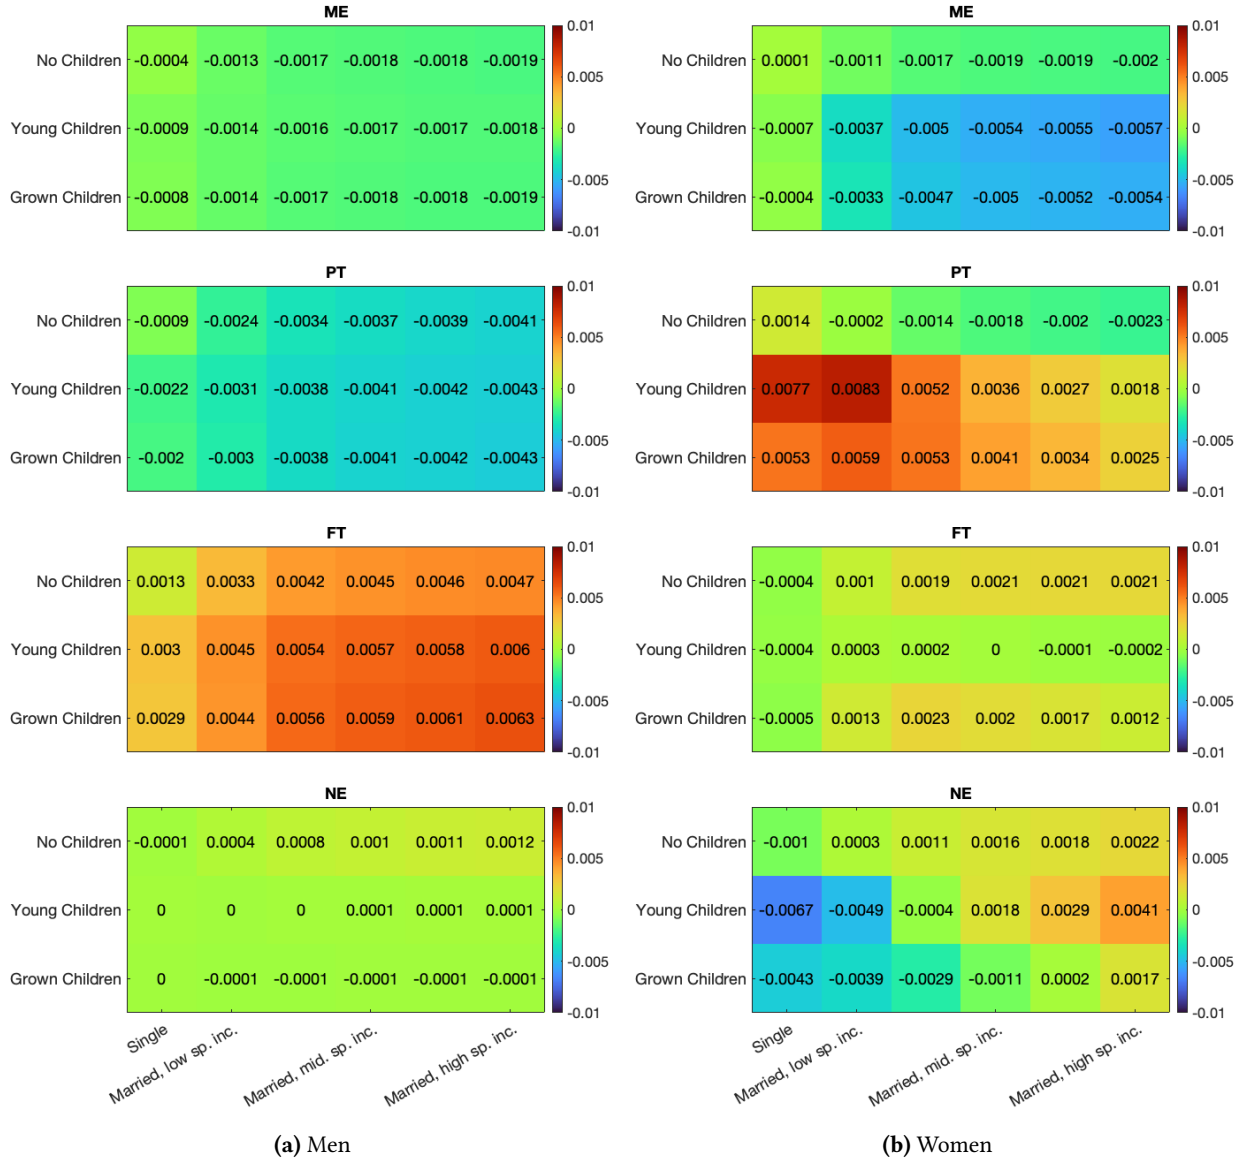 ME
No Children -0.0004 -0.0013 -0.0017 -0.0018 -0.0018 -0.0019
Young Children -0.0009 -0.0014 -0.0016 -0.0017 -0.0017 -0.0018
Grown Children -0.0008 -0.0014 -0.0017 -0.0018 -0.0018 -0.0019
0.01
0.005
0
-0.005
-0.01
PT
No Children -0.0009 -0.0024 -0.0034 -0.0037 -0.0039 -0.0041
Young Children -0.0022 -0.0031 -0.0038 -0.0041 -0.0042 -0.0043
Grown Children -0.002 -0.003 -0.0038 -0.0041 -0.0042 -0.0043
0.01
0.005
0
-0.005
-0.01
FT
No Children 0.0013 0.0033 0.0042 0.0045 0.0046 0.0047
Young Children 0.003 0.0045 0.0054 0.0057 0.0058 0.006
Grown Children 0.0029 0.0044 0.0056 0.0059 0.0061 0.0063
0.01
0.005
0
-0.005
-0.01
NE
No Children -0.0001 0.0004 0.0008 0.001 0.0011 0.0012
Young Children 0 0 0 0.0001 0.0001 0.0001
Grown Children 0 -0.0001 -0.0001 -0.0001 -0.0001 -0.0001
0.01
0.005
0
-0.005
-0.01
Single
Married, low sp. inc.
Married, mid. sp. inc.
Married, high sp. inc.
(a) Men
ME
No Children 0.0001 -0.0011 -0.0017 -0.0019 -0.0019 -0.002
Young Children -0.0007 -0.0037 -0.005 -0.0054 -0.0055 -0.0057
Grown Children -0.0004 -0.0033 -0.0047 -0.005 -0.0052 -0.0054
0.01
0.005
0
-0.005
-0.01
PT
No Children 0.0014 -0.0002 -0.0014 -0.0018 -0.002 -0.0023
Young Children 0.0077 0.0083 0.0052 0.0036 0.0027 0.0018
Grown Children 0.0053 0.0059 0.0053 0.0041 0.0034 0.0025
0.01
0.005
0
-0.005
-0.01
FT
No Children -0.0004 0.001 0.0019 0.0021 0.0021 0.0021
Young Children -0.0004 0.0003 0.0002 0 -0.0001 -0.0002
Grown Children -0.0005 0.0013 0.0023 0.002 0.0017 0.0012
0.01
0.005
0
-0.005
-0.01
NE
No Children -0.001 0.0003 0.0011 0.0016 0.0018 0.0022
Young Children -0.0067 -0.0049 -0.0004 0.0018 0.0029 0.0041
Grown Children -0.0043 -0.0039 -0.0029 -0.0011 0.0002 0.0017
0.01
0.005
0
-0.005
-0.01
Single
Married, low sp. inc.
Married, mid. sp. inc.
Married, high sp. inc.
(b) Women